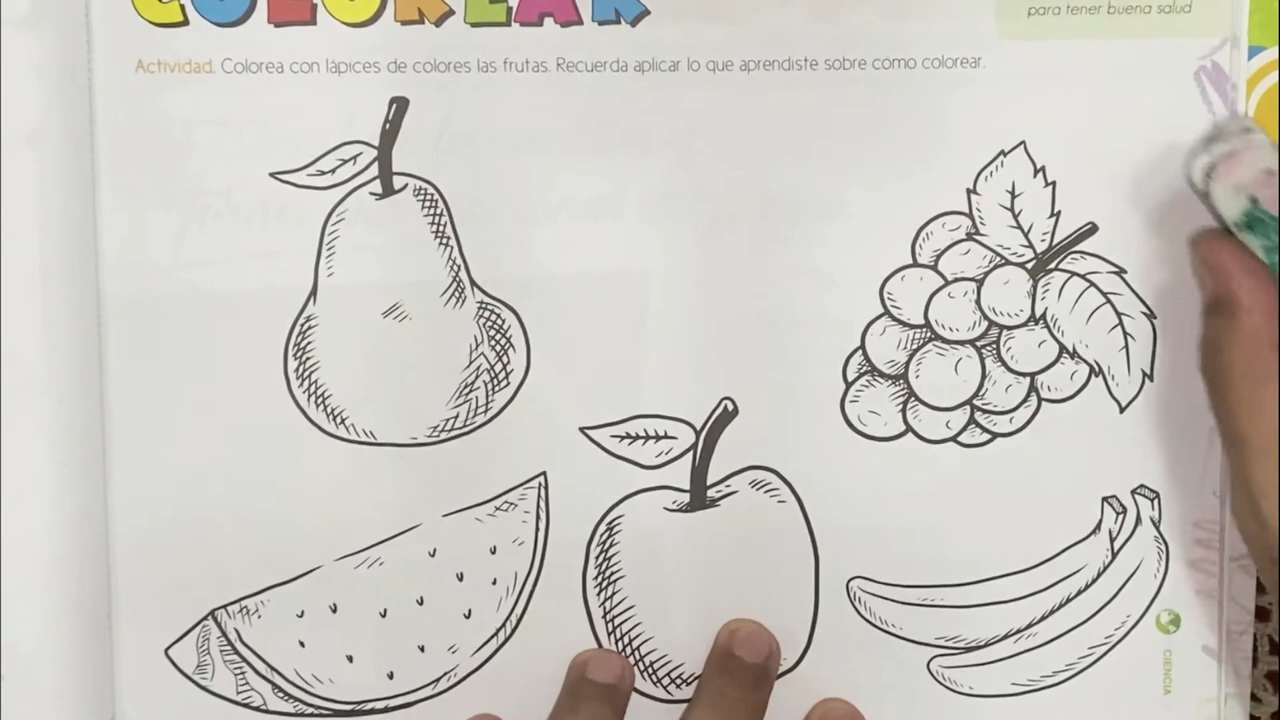 COLOREAR
para tener buena salud
Actividad. Colorea con lápices de colores las frutas. Recuerda aplicar lo que aprendiste sobre cómo colorear.
CIENCIA